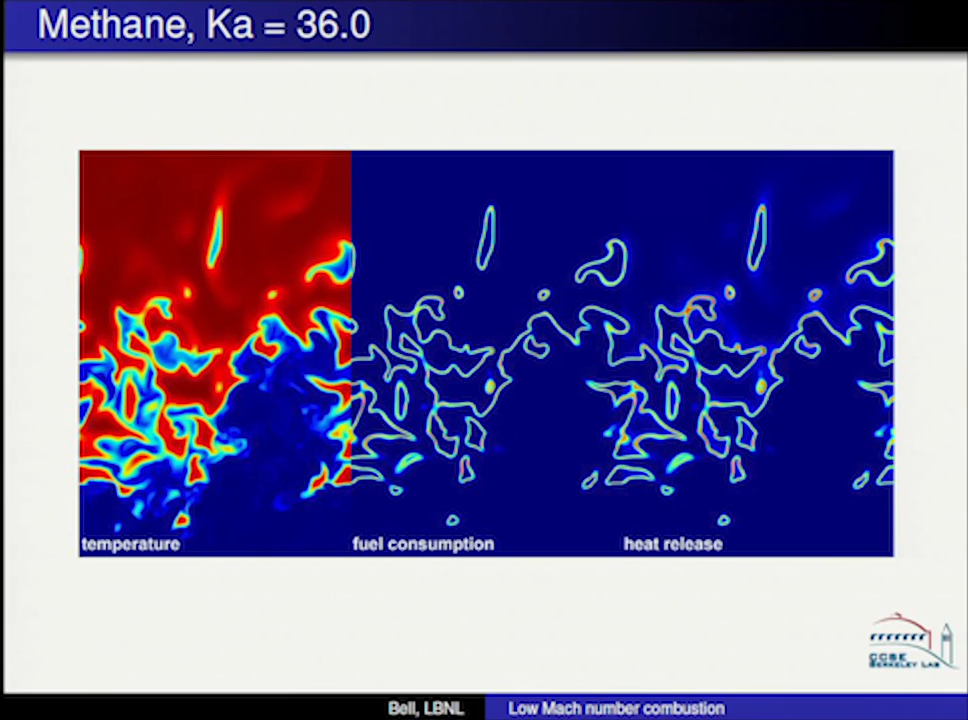 Methane, Ka = 36.0
temperature
fuel consumption
heat release
CCSE
BERKELEY LAB
Bell, LBNL
Low Mach number combustion